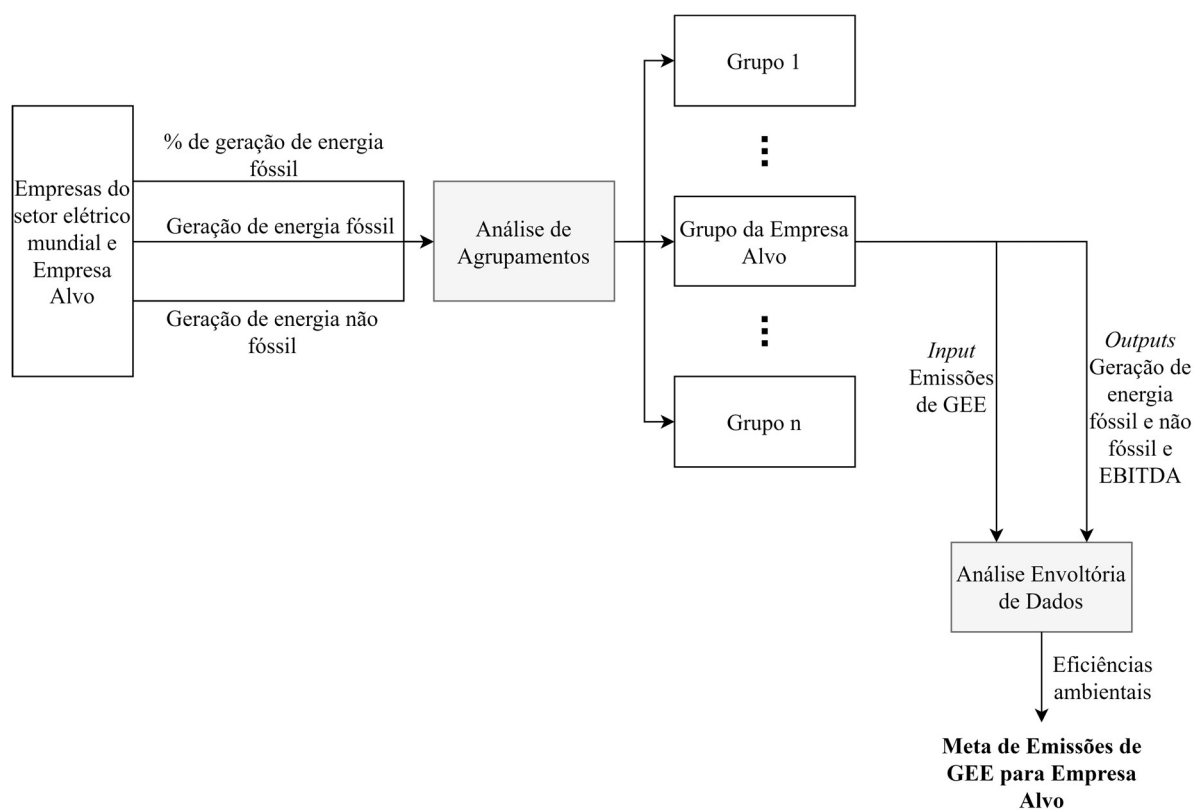 Empresas do
setor elétrico
mundial e
Empresa
Alvo
% de geração de energia
fóssil
Geração de energia fóssil
Geração de energia não
fóssil
Análise de
Agrupamentos
Grupo 1
Grupo da Empresa
Alvo
Grupo n
Input
Emissões
de GEE
Outputs
Geração de
energia
fóssil e não
fóssil e
EBITDA
Análise Envoltória
de Dados
Eficiências
ambientais
Meta de Emissões de
GEE para Empresa
Alvo